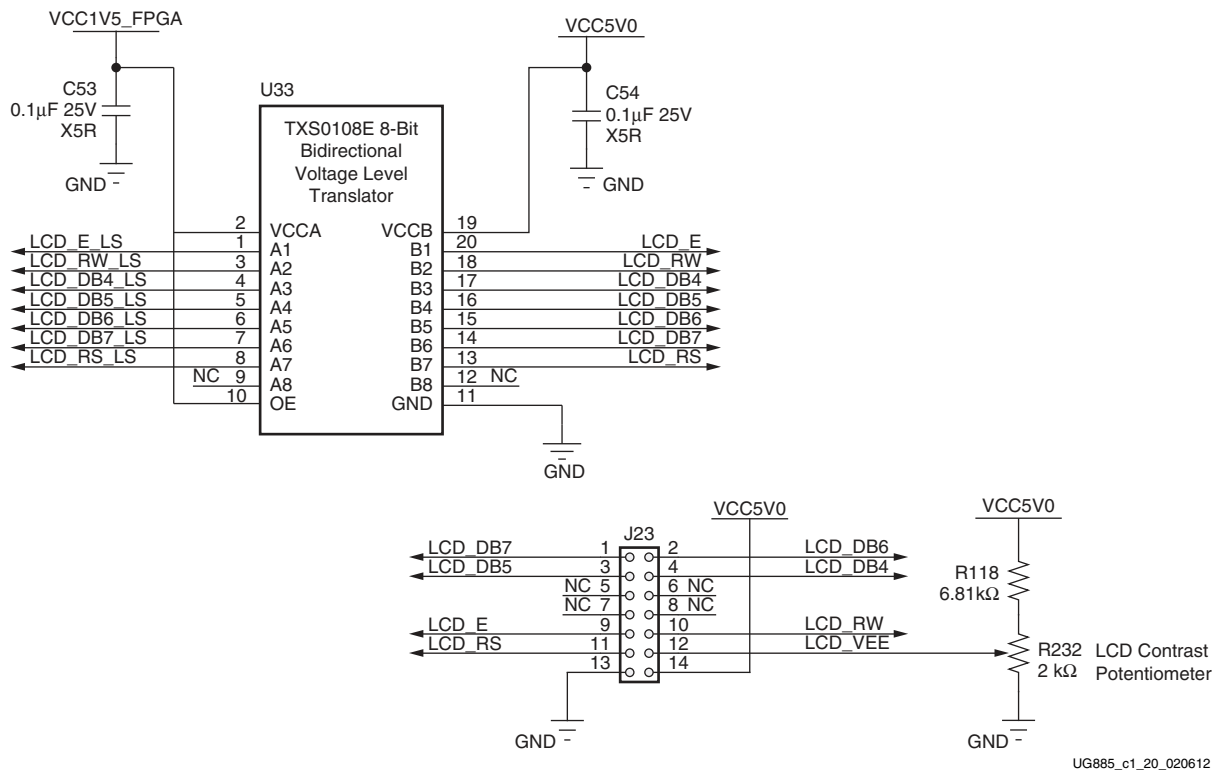 VCC1V5_FPGA
VCC5V0
C53
0.1μF 25V
X5R
GND
U33
TXS0108E 8-Bit
Bidirectional
Voltage Level
Translator
C54
0.1μF 25V
X5R
GND
2 VCCA VCCB 19
LCD_E_LS 1 A1 B1 20 LCD_E
LCD_RW_LS 3 A2 B2 18 LCD_RW
LCD_DB4_LS 4 A3 B3 17 LCD_DB4
LCD_DB5_LS 5 A4 B4 16 LCD_DB5
LCD_DB6_LS 6 A5 B5 15 LCD_DB6
LCD_DB7_LS 7 A6 B6 14 LCD_DB7
LCD_RS_LS 8 A7 B7 13 LCD_RS
NC 9 A8 B8 12 NC
10 OE GND 11
GND
VCC5V0
VCC5V0
J23
LCD_DB7 1 2 LCD_DB6
LCD_DB5 3 4 LCD_DB4
NC 5 6 NC
NC 7 8 NC
LCD_E 9 10 LCD_RW
LCD_RS 11 12 LCD_VEE
13 14
GND
R118
6.81kΩ
R232
2 kΩ
LCD Contrast
Potentiometer
GND
UG885_c1_20_020612